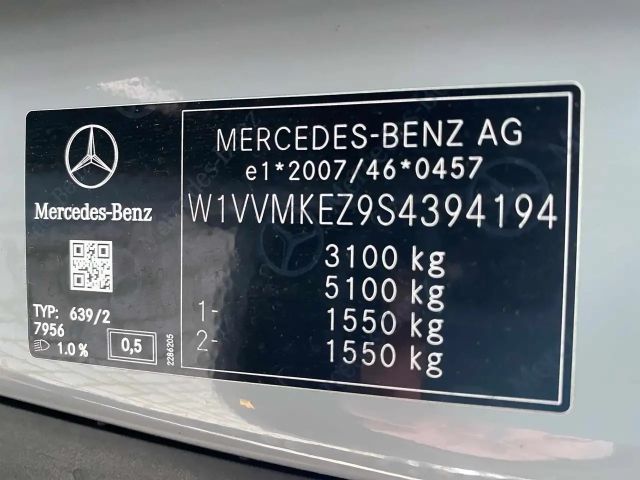 Mercedes-Benz
TYP: 639/2
7956
1.0 %
0,5
2286205
MERCEDES-BENZ AG
e1*2007/46*0457
W1VVMKEZ9S4394194
3100 kg
5100 kg
1- 1550 kg
2- 1550 kg